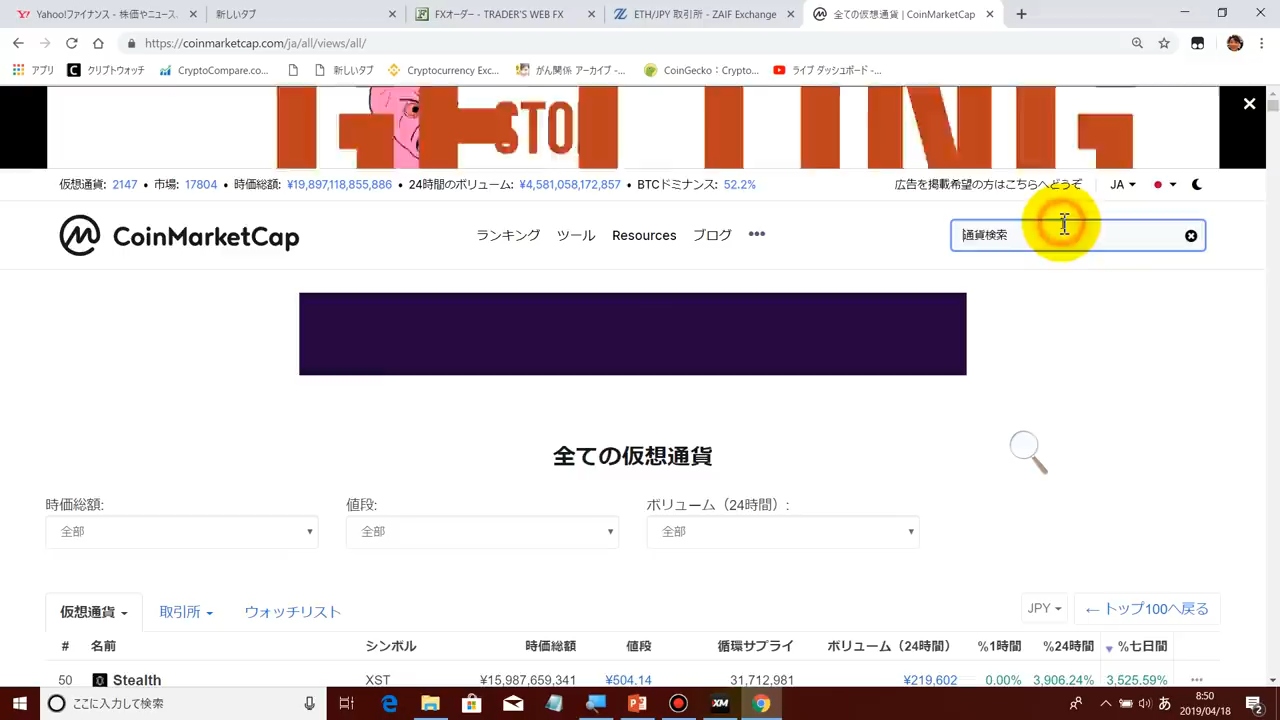 Yahoo!ファイナンス - 株価やニュース、
新しいタブ
FXオーダー - TRADER'S WEB FX
ETH/JPY 取引所 - ZAIF Exchange
全ての仮想通貨 | CoinMarketCap
https://coinmarketcap.com/ja/all/views/all/
アプリ
クリプトウォッチ
CryptoCompare.co...
新しいタブ
Cryptocurrency Exc...
がん関係 アーカイブ -...
CoinGecko：Crypto...
ライブ ダッシュボード -...
STO
仮想通貨: 2147 • 市場: 17804 • 時価総額: ¥19,897,118,855,886 • 24時間のボリューム: ¥4,581,058,172,857 • BTCドミナンス: 52.2%
広告を掲載希望の方はこちらへどうぞ
JA
CoinMarketCap
ランキング
ツール
Resources
ブログ
通貨検索
全ての仮想通貨
時価総額:
値段:
ボリューム（24時間）:
全部
全部
全部
仮想通貨
取引所
ウォッチリスト
JPY
← トップ100へ戻る
# 名前 シンボル 時価総額 値段 循環サプライ ボリューム（24時間） %1時間 %24時間 %七日間
50 Stealth XST ¥15,987,659,341 ¥504.14 31,712,981 ¥219,602 0.00% 3,906.24% 3,525.59%
ここに入力して検索
XM
あ
8:50
2019/04/18
2